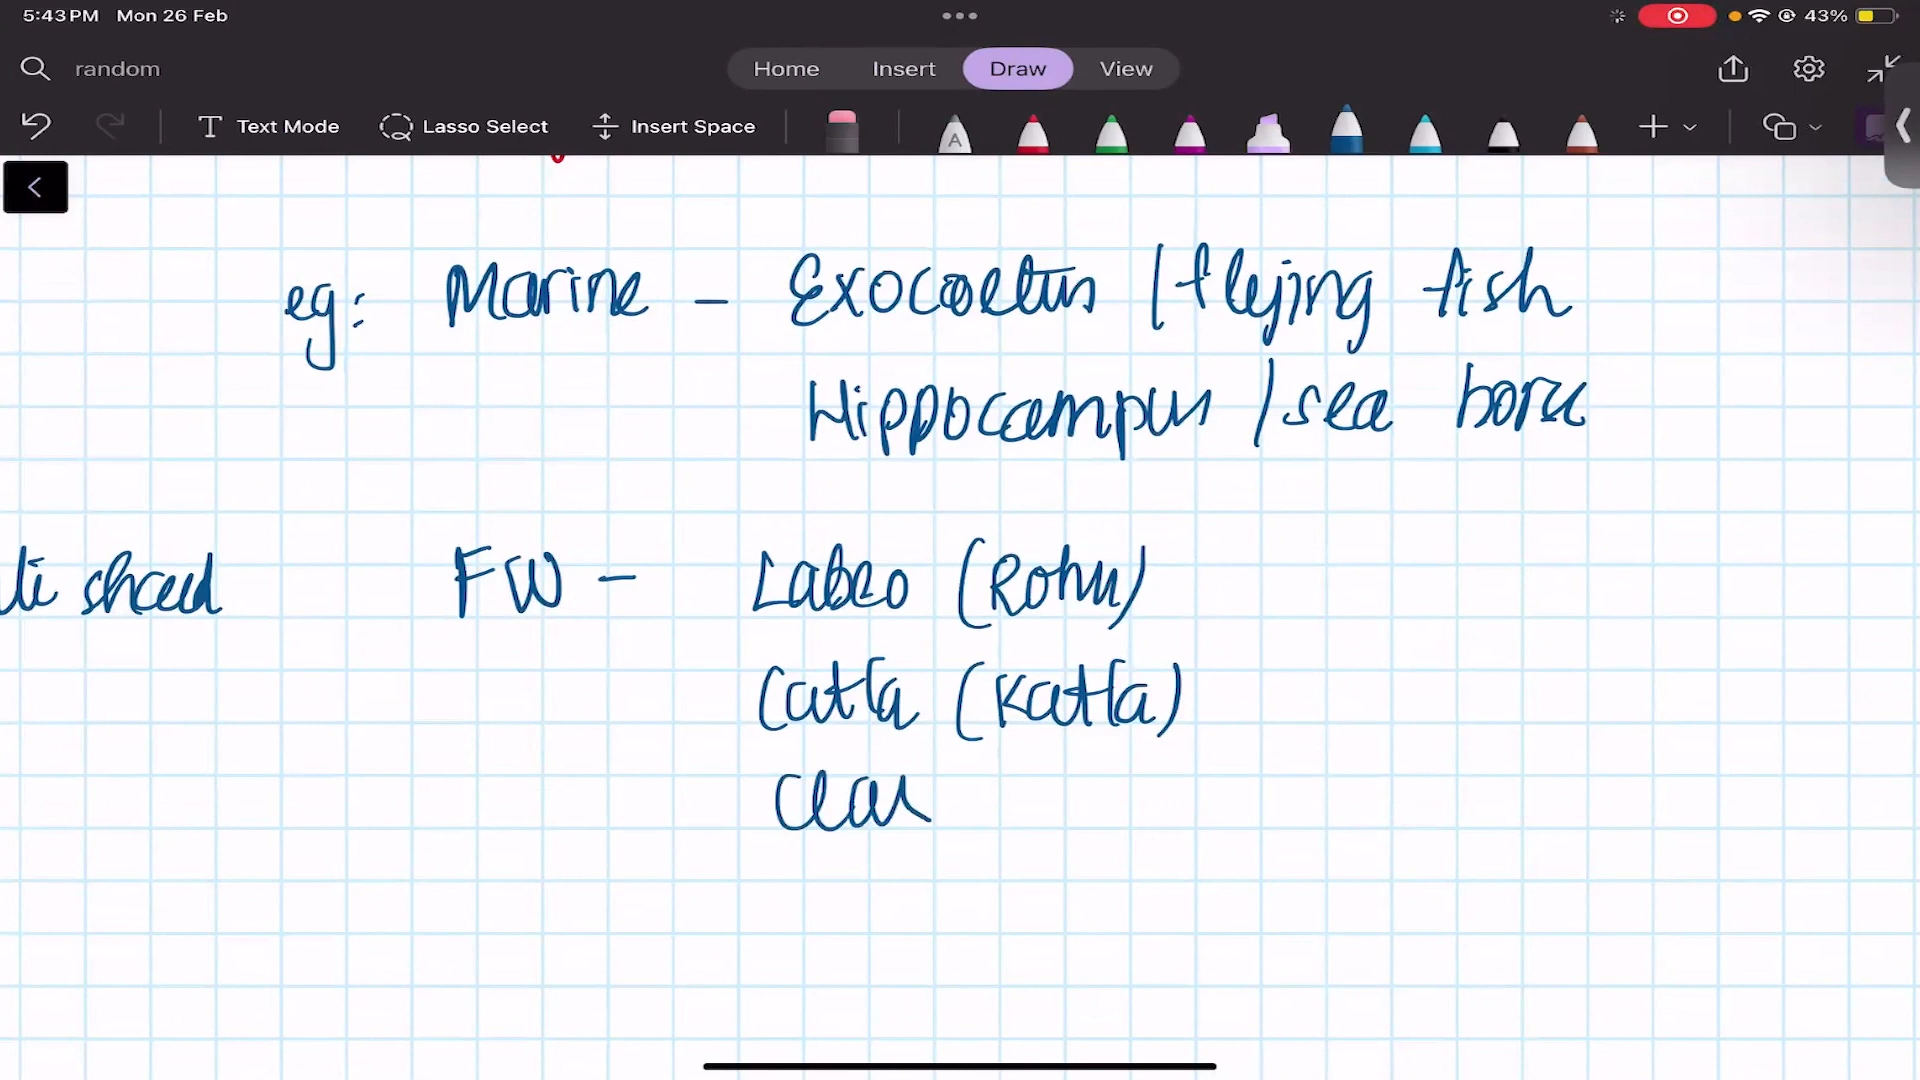 5:43 PM Mon 26 Feb
43%
random
Home Insert Draw View
Text Mode Lasso Select Insert Space
A
eg: Marine - Exocoetus / flying fish
Hippocampus / sea horse
FW - Labeo (Rohu)
Catla (Katla)
Clar